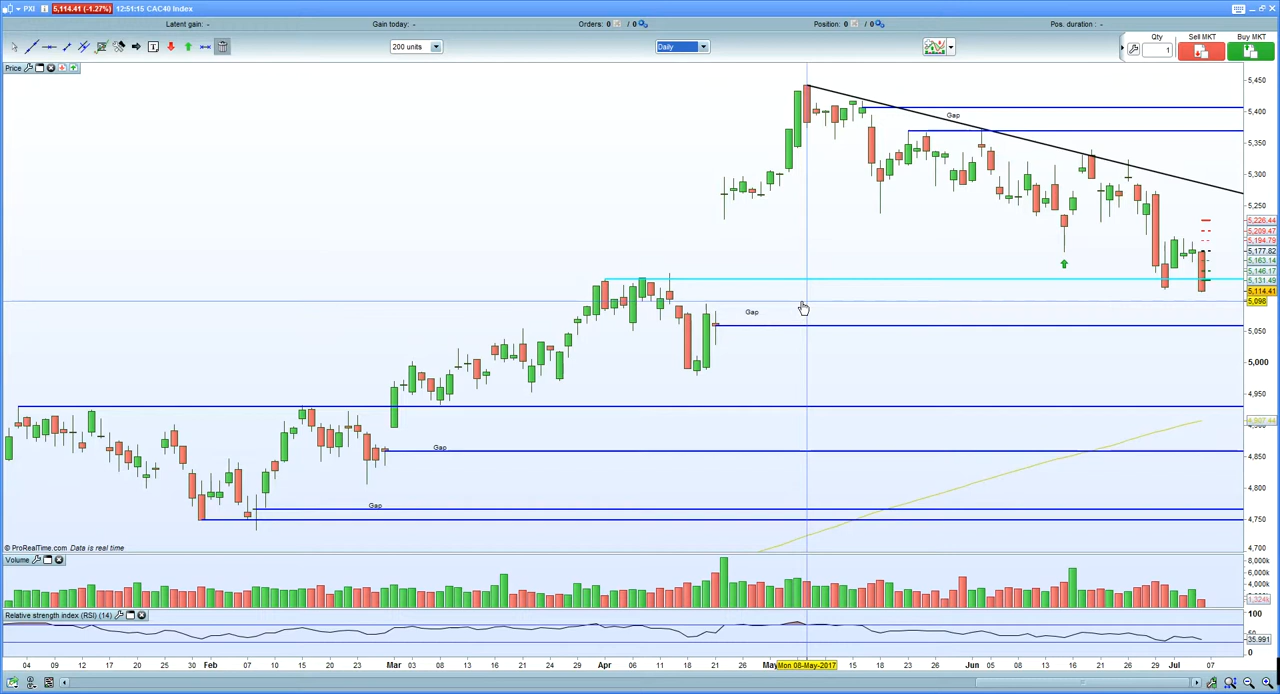 PXI 5,114.41 (-1.27%) 12:51:15 CAC40 Index
Latent gain: - Gain today: - Orders: 0 / 0 Position: 0 / 0 Pos. duration : -
200 units Daily Qty Sell MKT Buy MKT
1
Price
5,450
5,400
5,350
5,300
5,250
5,226.44
5,209.47
5,194.79
5,177.82
5,163.14
5,146.17
5,131.49
5,114.41
5,098
5,050
5,000
4,950
4,850
4,800
4,750
4,700
Gap
Gap
Gap
Gap
© ProRealTime.com Data is real time
Volume
8,000k
6,000k
4,000k
2,000k
Relative strength index (RSI) (14)
100
35.991
0
04 09 12 17 20 25 30 Feb 07 10 15 20 23 Mar 03 08 13 16 21 24 29 Apr 06 11 18 21 26 May Mon 08-May-2017 15 18 23 26 Jun 05 08 13 16 21 26 29 Jul 07